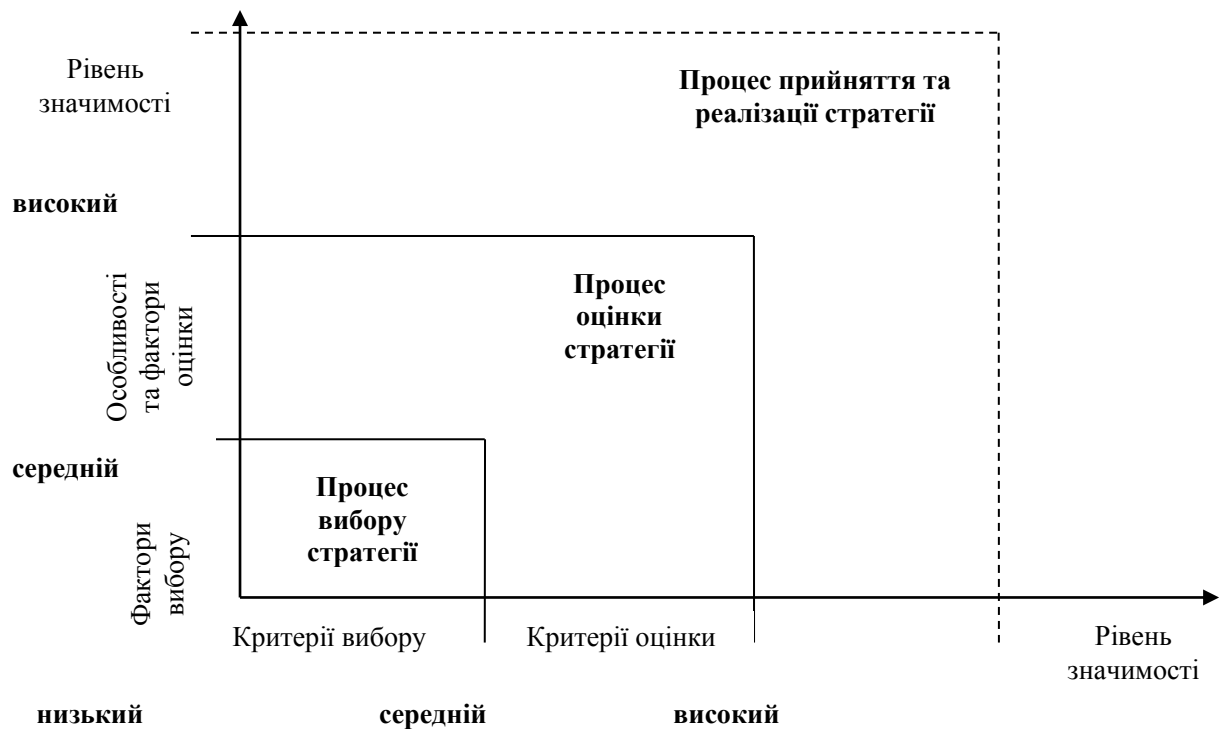 Рівень
значимості
Процес прийняття та
реалізації стратегії
високий
Особливості
та фактори
оцінки
Процес
оцінки
стратегії
середній
Процес
вибору
стратегії
Фактори
вибору
Критерії вибору
Критерії оцінки
Рівень
значимості
низький
середній
високий